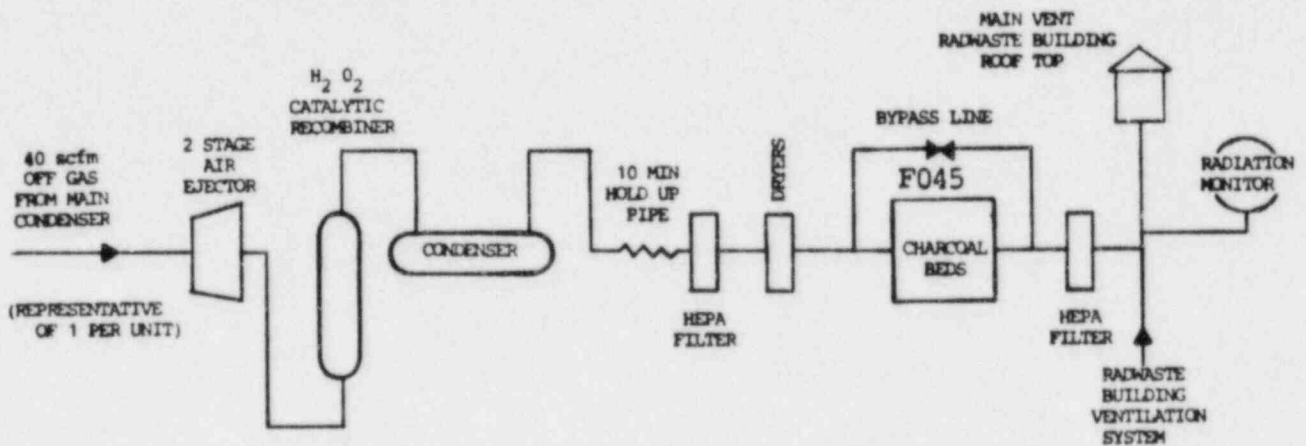 MAIN VENT
RADWASTE BUILDING
ROOF TOP
H2 O2
CATALYTIC
RECOMBINER
2 STAGE
AIR
EJECTOR
40 scfm
OFF GAS
FROM MAIN
CONDENSER
(REPRESENTATIVE
OF 1 PER UNIT)
CONDENSER
10 MIN
HOLD UP
PIPE
HEPA
FILTER
DRYERS
BYPASS LINE
F045
CHARCOAL
BEDS
HEPA
FILTER
RADIATION
MONITOR
RADWASTE
BUILDING
VENTILATION
SYSTEM